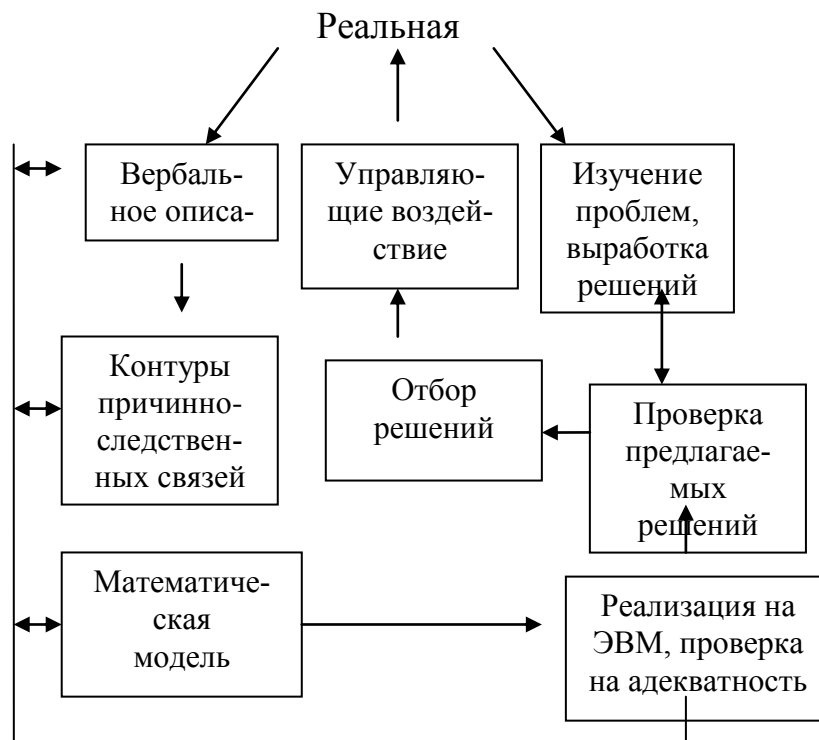 Реальная
Вербаль-
ное описа-
Управляю-
щие воздей-
ствие
Изучение
проблем,
выработка
решений
Контуры
причинно-
следствен-
ных связей
Отбор
решений
Проверка
предлагае-
мых
решений
Математиче-
ская
модель
Реализация на
ЭВМ, проверка
на адекватность